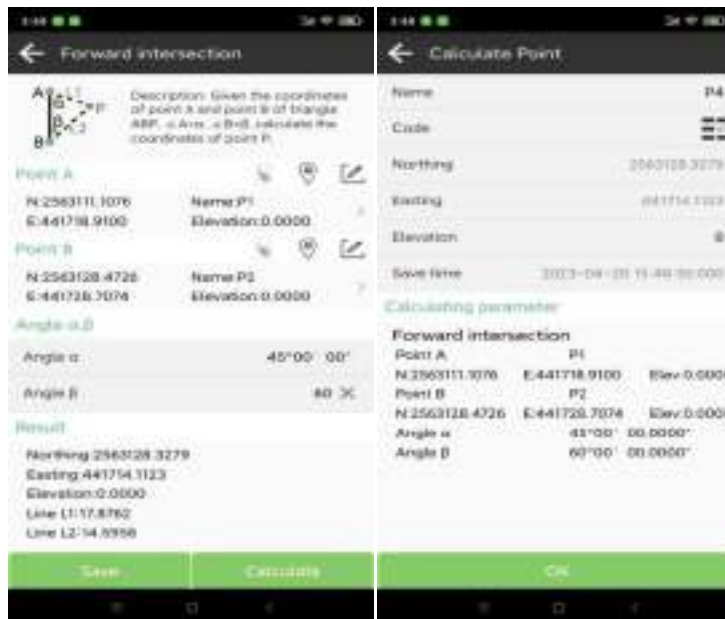 Forward intersection
Description: Given the coordinates
of point A and point B of triangle
ABP, ∠A=α, ∠B=β, calculate the
coordinates of point P.
Point A
N:2563111.1076 Name:P1
E:441718.9100 Elevation:0.0000
Point B
N:2563128.4726 Name:P2
E:441728.7074 Elevation:0.0000
Angle α,β
Angle α 45°00' 00"
Angle β 60
Result
Northing:2563128.3279
Easting:441714.1123
Elevation:0.0000
Line L1:17.8762
Line L2:14.5956
Save Calculate
Calculate Point
Name P4
Code
Northing 2563128.3279
Easting 441714.1123
Elevation 0
Save time
Calculating parameter
Forward intersection
Point A P1
N:2563111.1076 E:441718.9100 Elev:0.0000
Point B P2
N:2563128.4726 E:441728.7074 Elev:0.0000
Angle α 45°00' 00.0000"
Angle β 60°00' 00.0000"
OK